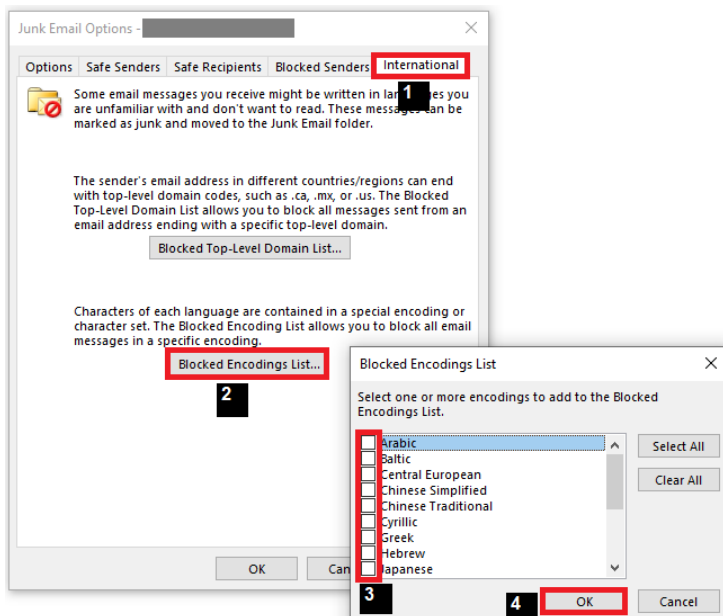 Junk Email Options -
Options Safe Senders Safe Recipients Blocked Senders International
1
Some email messages you receive might be written in you
are unfamiliar with and don't want to read. These messages can be
marked as junk and moved to the Junk Email folder.
The sender's email address in different countries/regions can end
with top-level domain codes, such as .ca, .mx, or .us. The Blocked
Top-Level Domain List allows you to block all messages sent from an
email address ending with a specific top-level domain.
Blocked Top-Level Domain List...
Characters of each language are contained in a special encoding or
character set. The Blocked Encoding List allows you to block all email
messages in a specific encoding.
Blocked Encodings List...
2
OK
Blocked Encodings List
Select one or more encodings to add to the Blocked
Encodings List.
Arabic
Baltic
Central European
Chinese Simplified
Chinese Traditional
Cyrillic
Greek
Hebrew
Japanese
Select All
Clear All
3
4
OK
Cancel